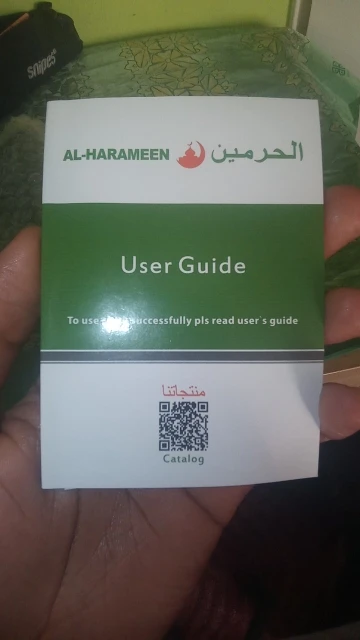 snipes
AL-HARAMEEN الحرمين
User Guide
To use successfully pls read user's guide
منتجاتنا
Catalog